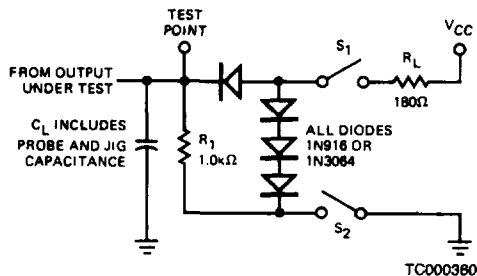 TEST
POINT
S1
VCC
RL
FROM OUTPUT
UNDER TEST
180Ω
CL INCLUDES
PROBE AND JIG
CAPACITANCE
R1
1.0kΩ
ALL DIODES
1N916 OR
1N3064
S2
TC000380